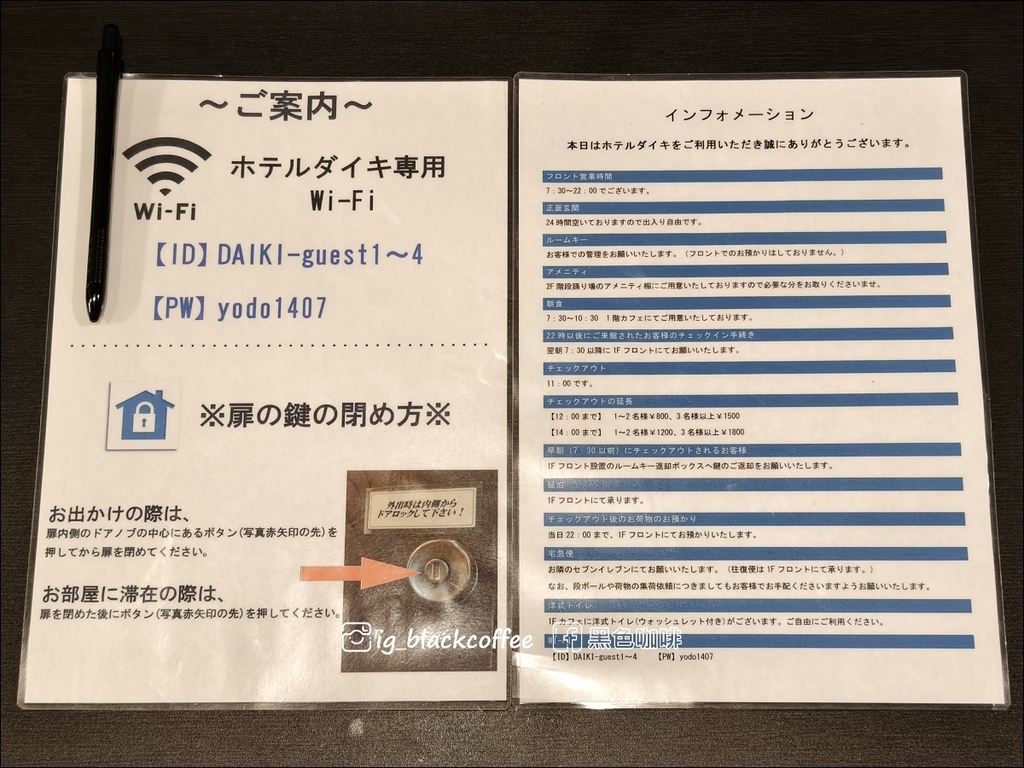 ～ご案内～
Wi-Fi
ホテルダイキ専用
Wi-Fi
【ID】DAIKI-guest1～4
【PW】yodo1407
※扉の鍵の閉め方※
お出かけの際は、
扉内側のドアノブの中心にあるボタン(写真赤矢印の先)を
押してから扉を閉めてください。
お部屋に滞在の際は、
扉を閉めた後にボタン(写真赤矢印の先)を押してください。
外出時は内側から
ドアロックして下さい！
インフォメーション
本日はホテルダイキをご利用いただき誠にありがとうございます。
フロント営業時間
7：30～22：00でございます。
正面玄関
24時間空いておりますので出入り自由です。
ルームキー
お客様での管理をお願いいたします。（フロントでのお預かりはしておりません。）
アメニティ
2F階段踊り場のアメニティ棚にご用意いたしておりますので必要な分をお取りくださいませ。
朝食
7：30～10：30　1階カフェにてご用意いたしております。
22時以後にご来館されたお客様のチェックイン手続き
翌朝7：30以降に1Fフロントにてお願いいたします。
チェックアウト
11：00です。
チェックアウトの延長
【12：00まで】　1～2名様￥800、3名様以上￥1500
【14：00まで】　1～2名様￥1200、3名様以上￥1800
早朝（7：30以前）にチェックアウトされるお客様
1Fフロント設置のルームキー返却ボックスへ鍵のご返却をお願いいたします。
延泊
1Fフロントにて承ります。
チェックアウト後のお荷物のお預かり
当日22：00まで、1Fフロントにてお預かりいたします。
宅急便
お隣のセブンイレブンにてお願いいたします。（往復便は1Fフロントにて承ります。）
なお、段ボールや荷物の集荷依頼につきましてもお客様でお手配くださいますようお願いいたします。
洋式トイレ
1Fカフェに洋式トイレ(ウォッシュレット付き)がございます。ご自由にご利用ください。
【ID】DAIKI-guest1～4　【PW】yodo1407
ig_blackcoffee 黑色咖啡